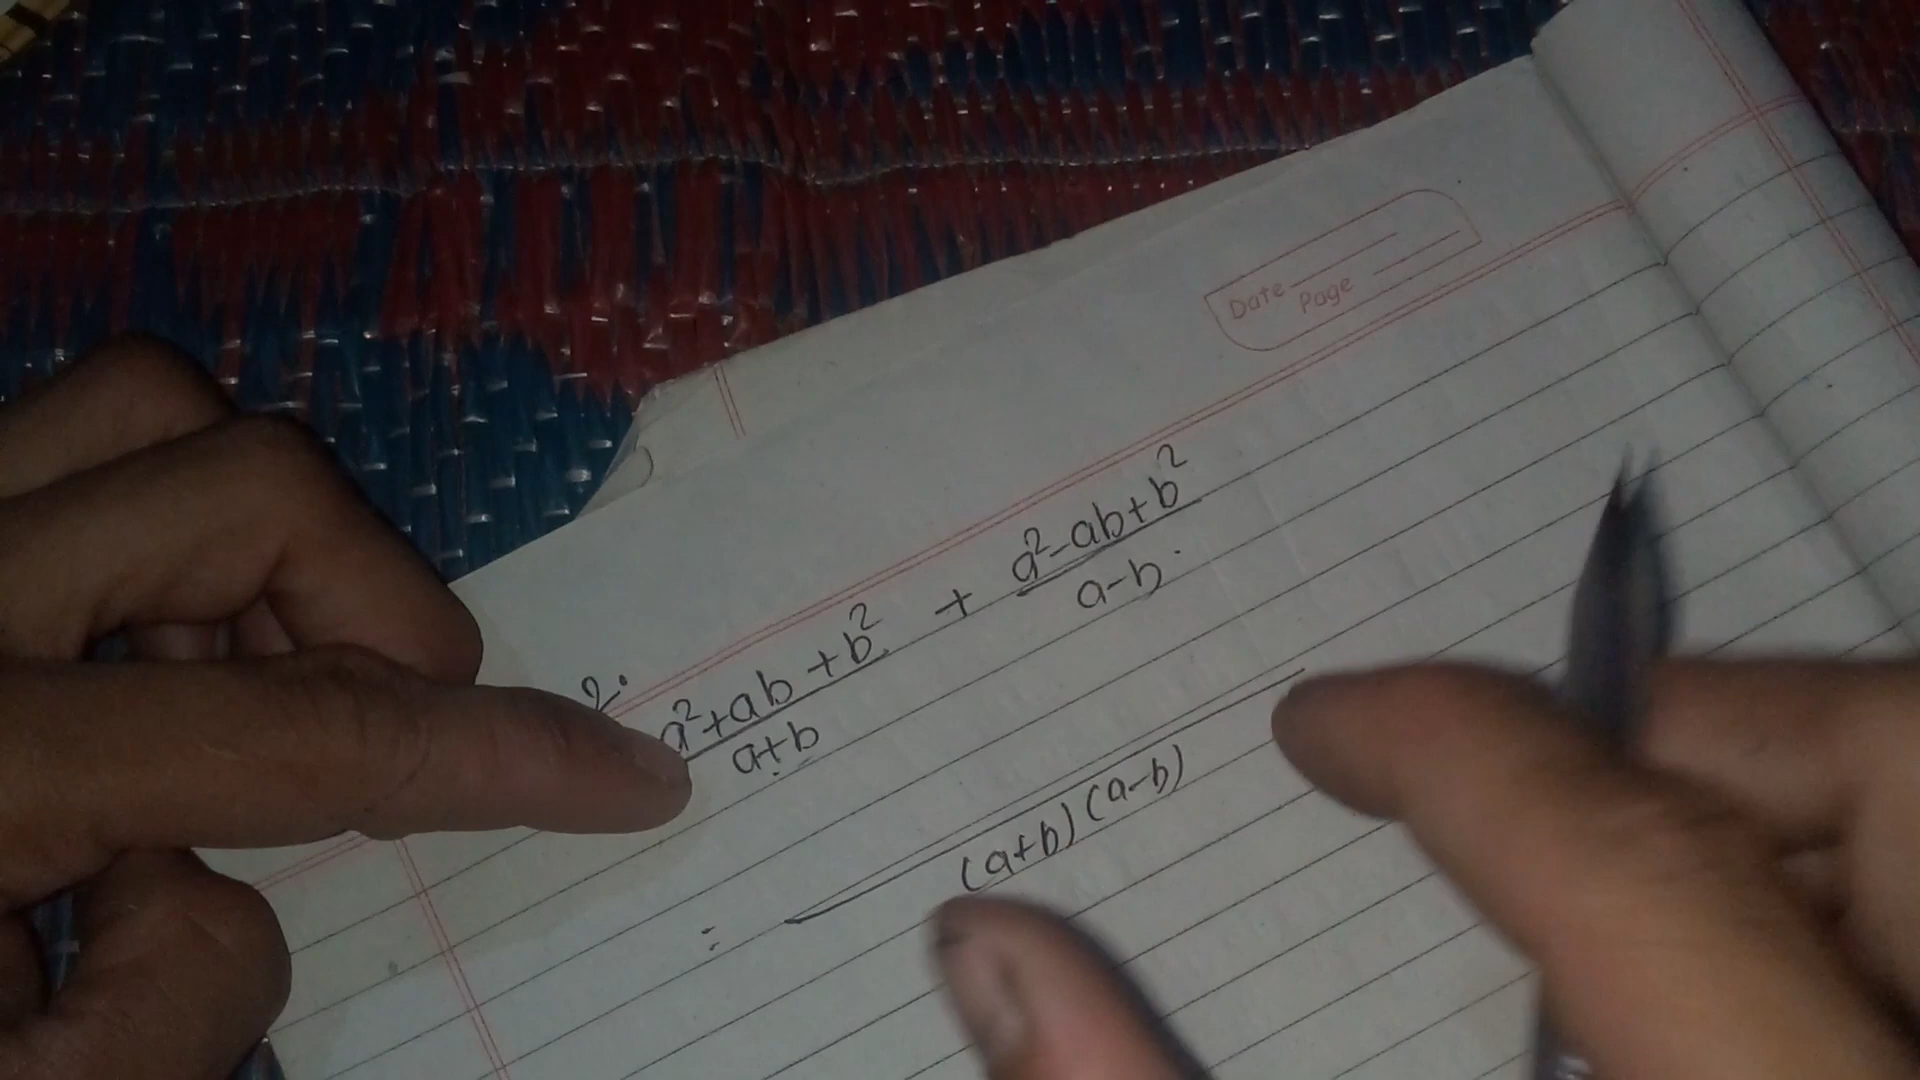 Date
Page
2.
a²+ab+b²/a+b + a²-ab+b²/a-b
= /(a+b)(a-b)